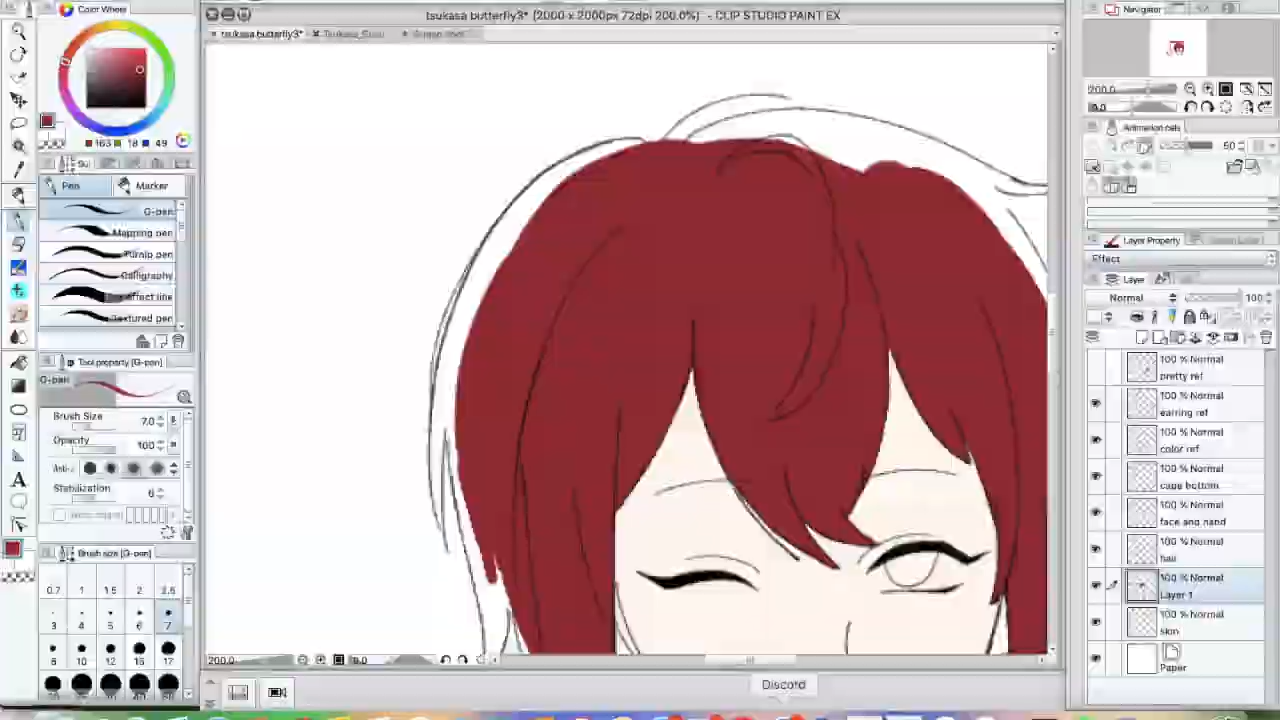 Color Wheel
tsukasa butterfly3* (2000 x 2000px 72dpi 200.0%) - CLIP STUDIO PAINT EX
Navigator
tsukasa butterfly3*
200.0
0.0
Animation cels
163 18 49
50
Pen
Marker
G-pen
Mapping pen
Turnip pen
Calligraphy
effect line
Textured pen
Layer Property
Effect
Layer
Normal
100
100 % Normal
pretty ref
100 % Normal
earring ref
100 % Normal
color ref
100 % Normal
cage bottom
100 % Normal
face and hand
100 % Normal
hair
100 % Normal
Layer 1
100 % Normal
skin
Paper
Tool property [G-pen]
G-pen
Brush Size
7.0
Opacity
100
Stabilization
6
Brush size [G-pen]
0.7 1 1.5 2 2.5
3 4 5 6 7
8 10 12 15 17
200.0
0.0
Discord